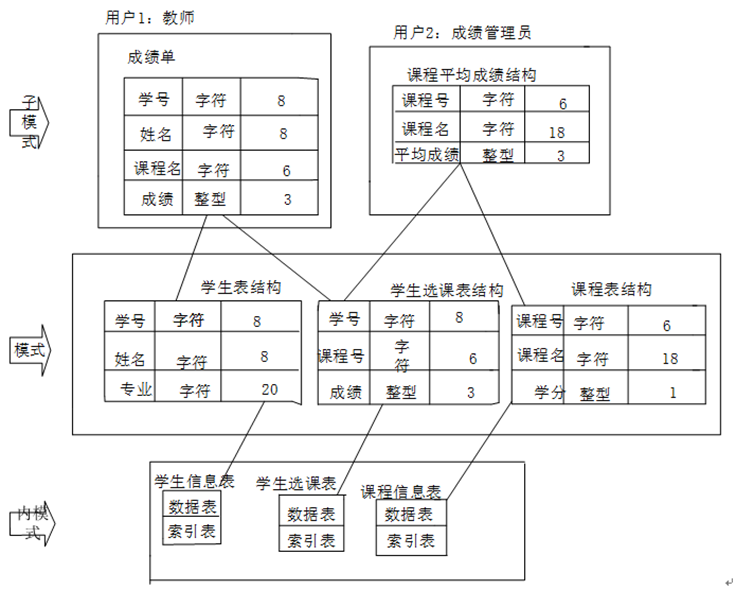 用户1：教师
用户2：成绩管理员
子模式
成绩单
学号 字符 8
姓名 字符 8
课程名 字符 6
成绩 整型 3
课程平均成绩结构
课程号 字符 6
课程名 字符 18
平均成绩 整型 3
模式
学生表结构
学号 字符 8
姓名 字符 8
专业 字符 20
学生选课表结构
学号 字符 8
课程号 字符 6
成绩 整型 3
课程表结构
课程号 字符 6
课程名 字符 18
学分 整型 1
内模式
学生信息表
数据表
索引表
学生选课表
数据表
索引表
课程信息表
数据表
索引表